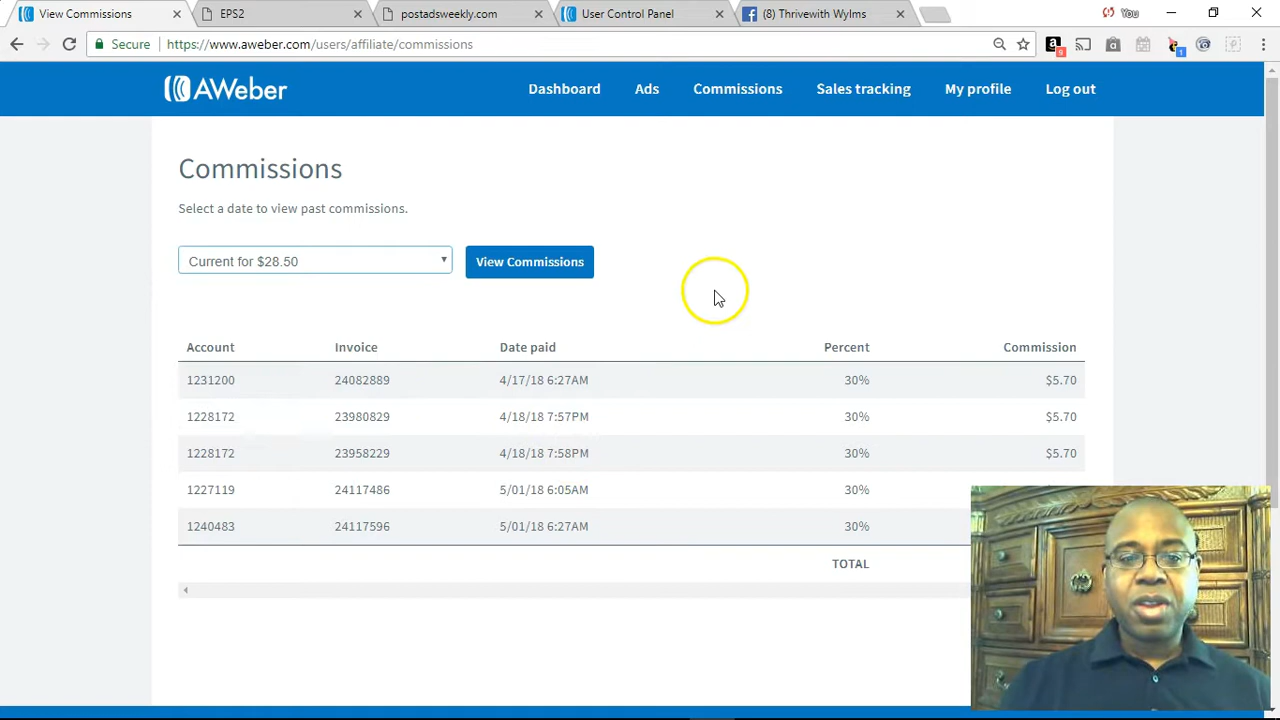 View Commissions
EPS2
postadsweekly.com
User Control Panel
(8) Thrivewith Wylms
You
Secure
https://www.aweber.com/users/affiliate/commissions
9
1
AWeber
Dashboard
Ads
Commissions
Sales tracking
My profile
Log out
Commissions
Select a date to view past commissions.
Current for $28.50
View Commissions
Account Invoice Date paid Percent Commission
1231200 24082889 4/17/18 6:27AM 30% $5.70
1228172 23980829 4/18/18 7:57PM 30% $5.70
1228172 23958229 4/18/18 7:58PM 30% $5.70
1227119 24117486 5/01/18 6:05AM 30%
1240483 24117596 5/01/18 6:27AM 30%
TOTAL